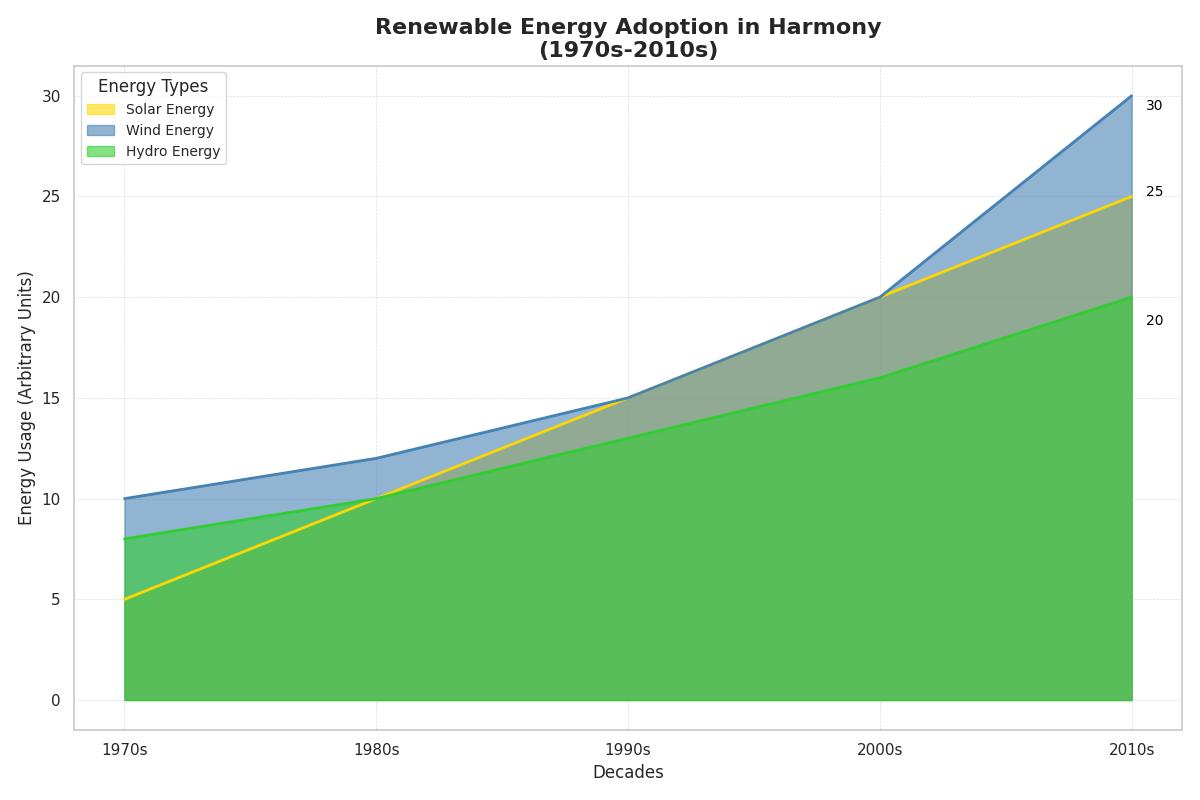 Renewable Energy Adoption in Harmony
(1970s-2010s)
Energy Types
Solar Energy
Wind Energy
Hydro Energy
Energy Usage (Arbitrary Units)
30
25
20
15
10
5
0
30
25
20
1970s
1980s
1990s
2000s
2010s
Decades